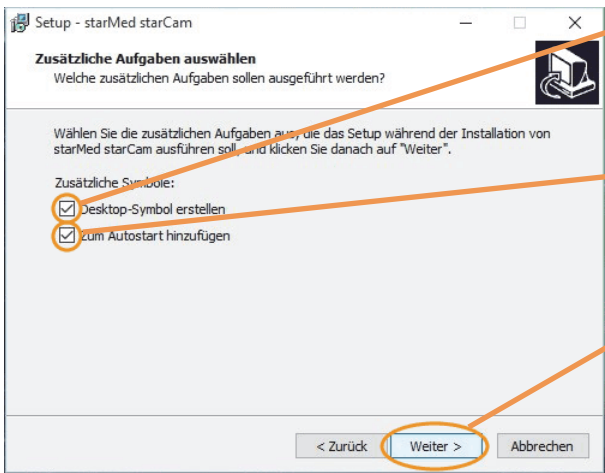 Setup - starMed starCam
Zusätzliche Aufgaben auswählen
Welche zusätzlichen Aufgaben sollen ausgeführt werden?
Wählen Sie die zusätzlichen Aufgaben aus, die das Setup während der Installation von
starMed starCam ausführen soll, und klicken Sie danach auf "Weiter".
Zusätzliche Symbole:
Desktop-Symbol erstellen
Zum Autostart hinzufügen
< Zurück Weiter > Abbrechen